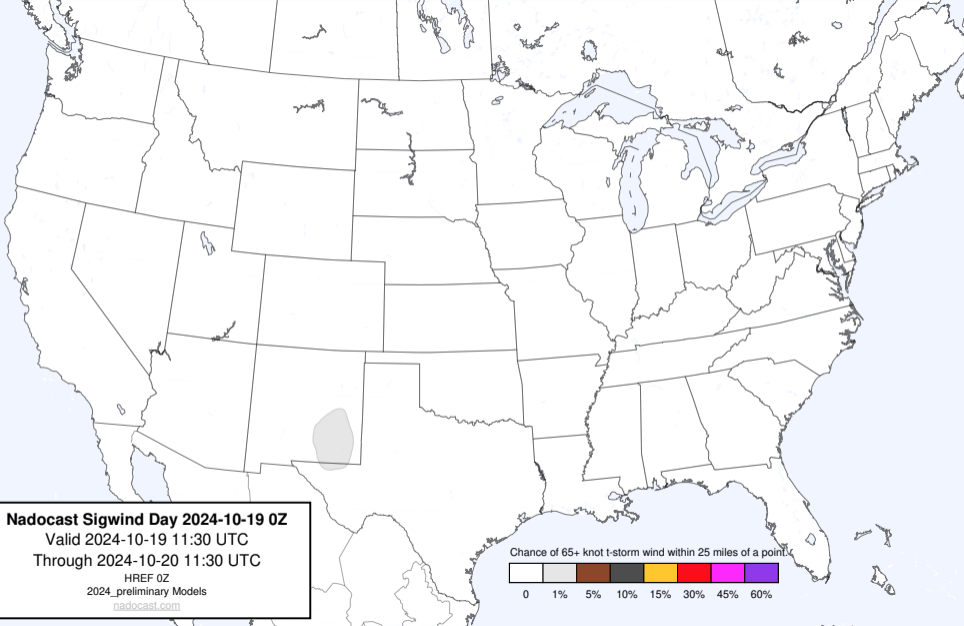 Nadocast Sigwind Day 2024-10-19 0Z
Valid 2024-10-19 11:30 UTC
Through 2024-10-20 11:30 UTC
HREF 0Z
2024_preliminary Models
nadocast.com
Chance of 65+ knot t-storm wind within 25 miles of a point.
0 1% 5% 10% 15% 30% 45% 60%